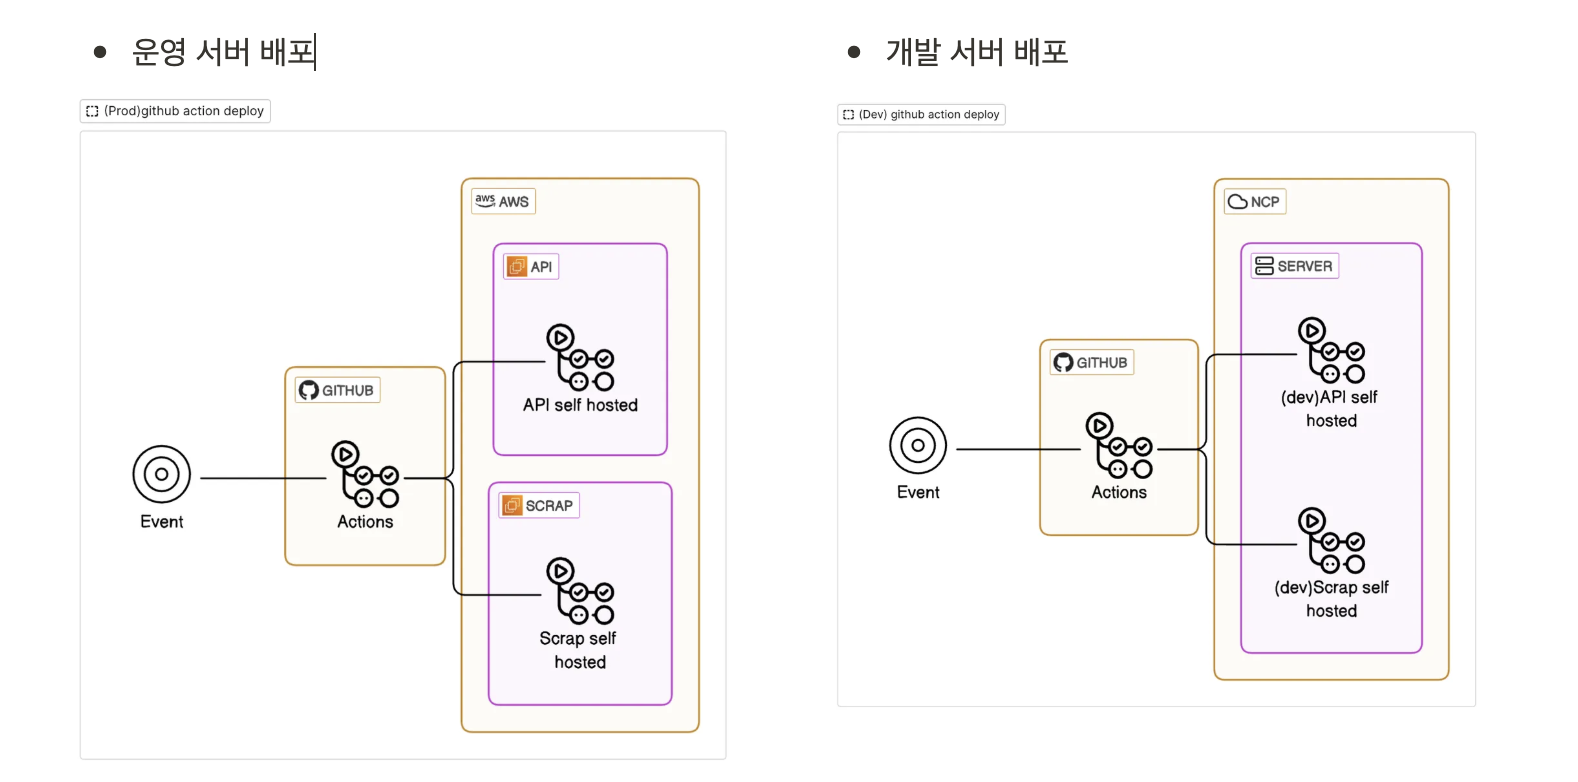 운영 서버 배포
(Prod)github action deploy
aws AWS
API
API self hosted
GITHUB
Actions
Event
SCRAP
Scrap self
hosted
개발 서버 배포
(Dev) github action deploy
NCP
SERVER
(dev)API self
hosted
GITHUB
Actions
Event
(dev)Scrap self
hosted